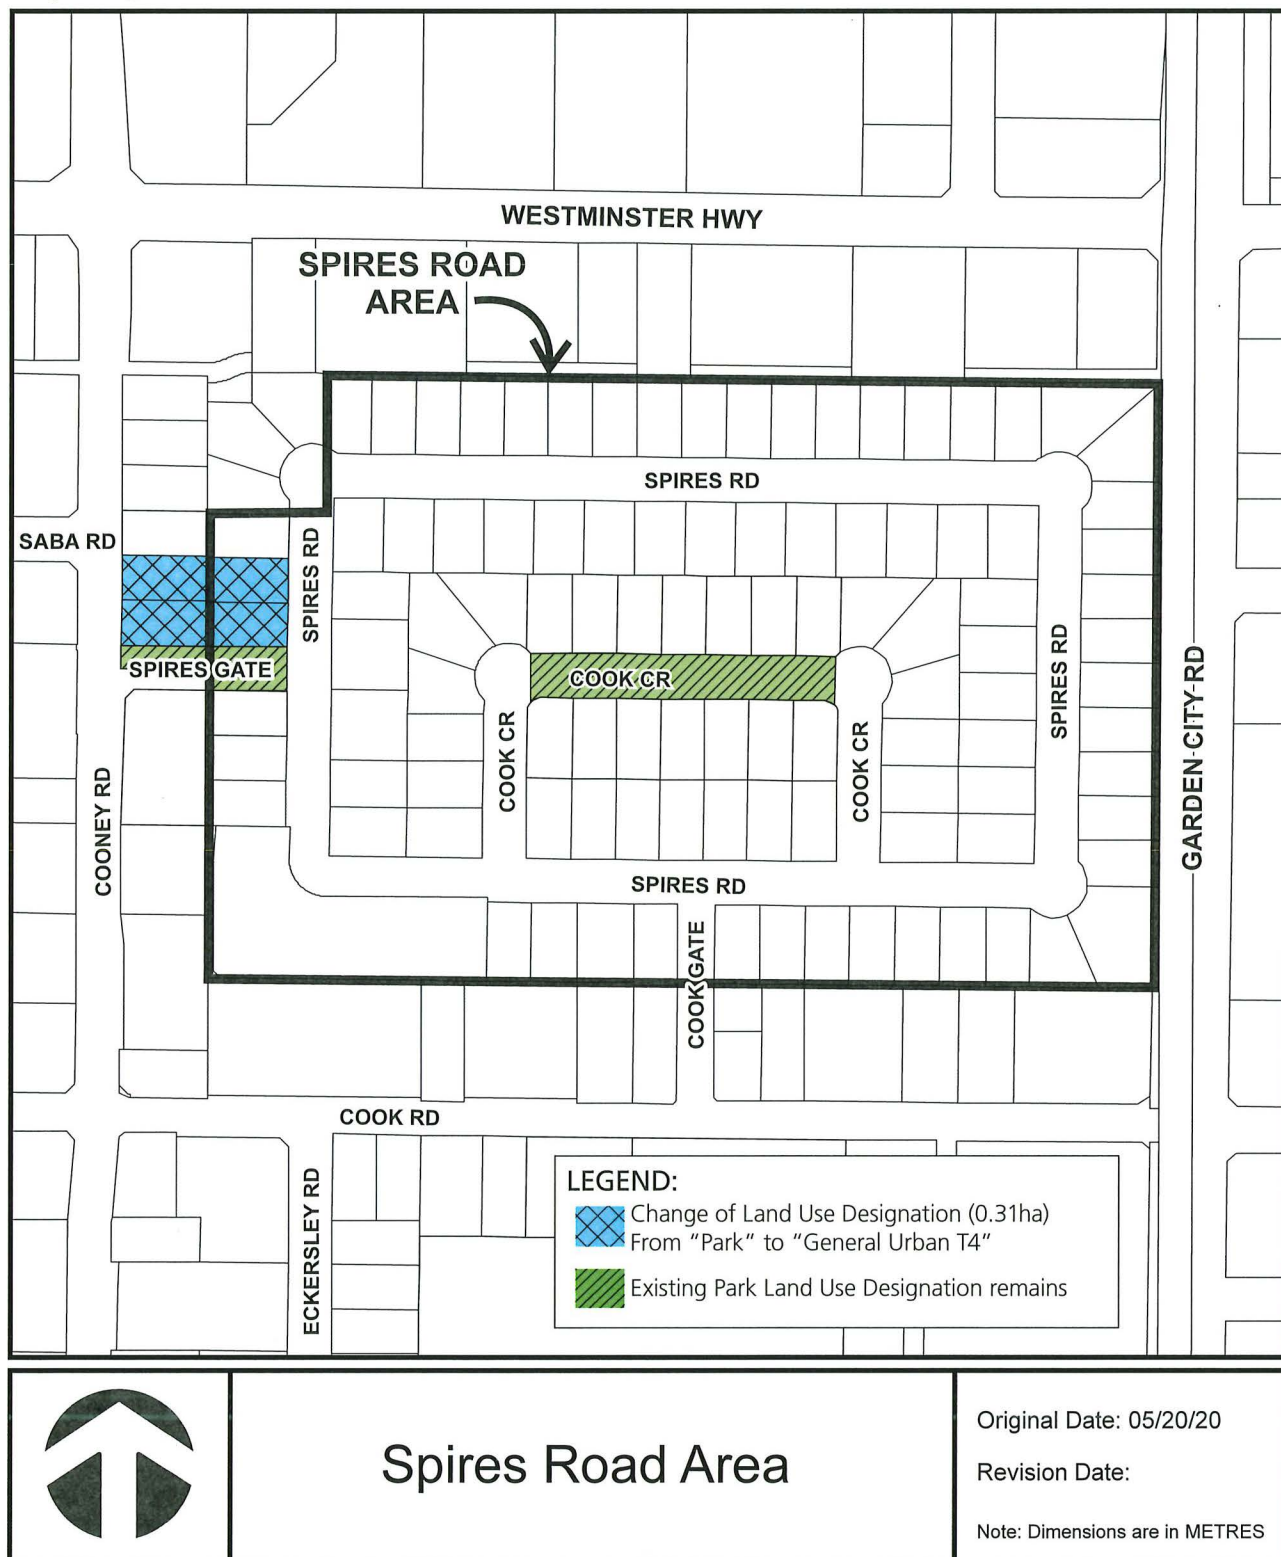 WESTMINSTER HWY
SPIRES ROAD
AREA
SPIRES RD
SABA RD
SPIRES RD
SPIRES GATE
COOK CR
SPIRES RD
GARDEN CITY RD
COOK CR
COOK CR
COONEY RD
SPIRES RD
COOK GATE
COOK RD
ECKERSLEY RD
LEGEND:
Change of Land Use Designation (0.31ha)
From “Park” to “General Urban T4”
Existing Park Land Use Designation remains
Spires Road Area
Original Date: 05/20/20
Revision Date:
Note: Dimensions are in METRES